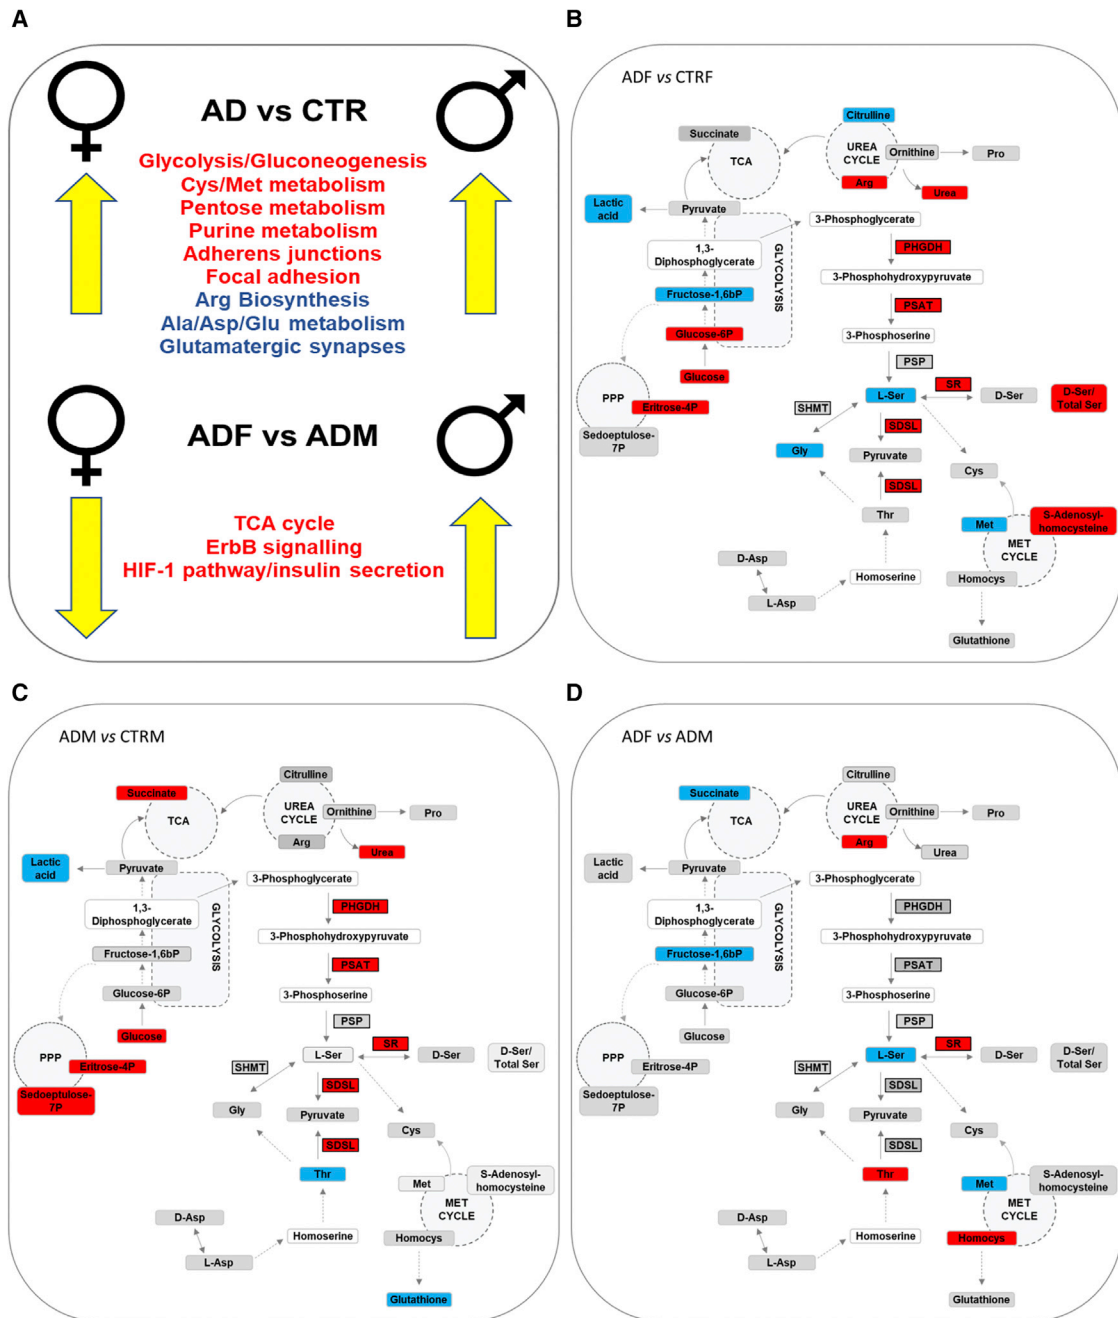 A
AD vs CTR
Glycolysis/Gluconeogenesis
Cys/Met metabolism
Pentose metabolism
Purine metabolism
Adherens junctions
Focal adhesion
Arg Biosynthesis
Ala/Asp/Glu metabolism
Glutamatergic synapses
ADF vs ADM
TCA cycle
ErbB signalling
HIF-1 pathway/insulin secretion
B
ADF vs CTRF
Citrulline
Succinate
UREA
CYCLE
Ornithine
Pro
TCA
Arg
Urea
Lactic
acid
Pyruvate
3-Phosphoglycerate
1,3-
Diphosphoglycerate
GLYCOLYSIS
PHGDH
3-Phosphohydroxypyruvate
Fructose-1,6bP
PSAT
Glucose-6P
3-Phosphoserine
PSP
Glucose
PPP
Eritrose-4P
Sedoeptulose-
7P
SR
L-Ser
D-Ser
D-Ser/
Total Ser
SHMT
SDSL
Gly
Pyruvate
Cys
SDSL
Thr
Met
S-Adenosyl-
homocysteine
MET
CYCLE
D-Asp
Homoserine
Homocys
L-Asp
Glutathione
C
ADM vs CTRM
Citrulline
Succinate
UREA
CYCLE
Ornithine
Pro
TCA
Arg
Urea
Lactic
acid
Pyruvate
3-Phosphoglycerate
1,3-
Diphosphoglycerate
GLYCOLYSIS
PHGDH
3-Phosphohydroxypyruvate
Fructose-1,6bP
PSAT
Glucose-6P
3-Phosphoserine
PSP
Glucose
PPP
Eritrose-4P
Sedoeptulose-
7P
SR
L-Ser
D-Ser
D-Ser/
Total Ser
SHMT
SDSL
Gly
Pyruvate
Cys
SDSL
Thr
Met
S-Adenosyl-
homocysteine
MET
CYCLE
D-Asp
Homoserine
Homocys
L-Asp
Glutathione
D
ADF vs ADM
Citrulline
Succinate
UREA
CYCLE
Ornithine
Pro
TCA
Arg
Urea
Lactic
acid
Pyruvate
3-Phosphoglycerate
1,3-
Diphosphoglycerate
GLYCOLYSIS
PHGDH
3-Phosphohydroxypyruvate
Fructose-1,6bP
PSAT
Glucose-6P
3-Phosphoserine
PSP
Glucose
PPP
Eritrose-4P
Sedoeptulose-
7P
SR
L-Ser
D-Ser
D-Ser/
Total Ser
SHMT
SDSL
Gly
Pyruvate
Cys
SDSL
Thr
Met
S-Adenosyl-
homocysteine
MET
CYCLE
D-Asp
Homoserine
Homocys
L-Asp
Glutathione